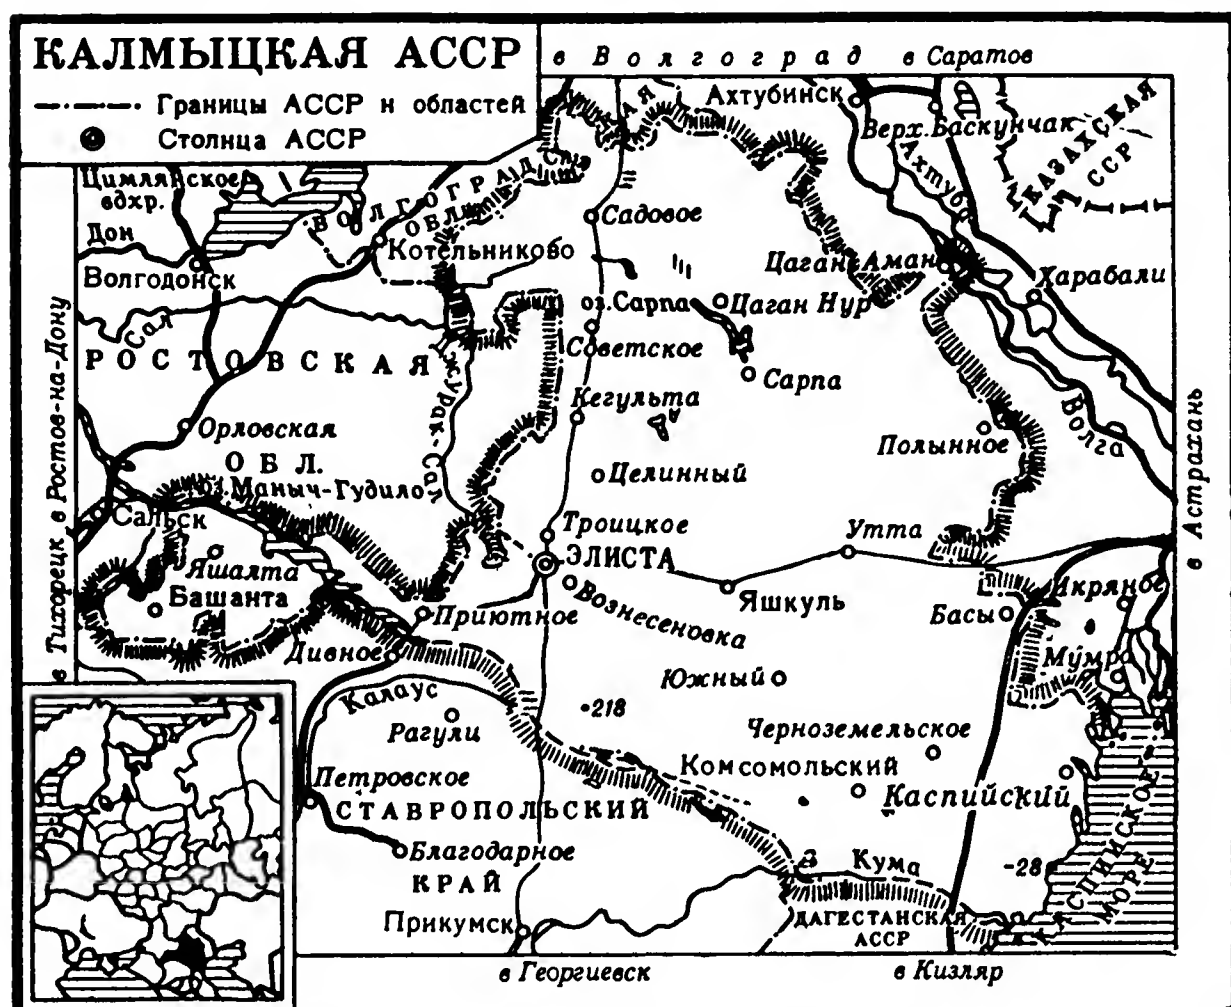 КАЛМЫЦКАЯ АССР
Границы АССР и областей
Столица АССР
в Волгоград
в Саратов
Ахтубинск
Верх. Баскунчак
КАЗАХСКАЯ
ССР
Ахтуба
Цимлянское
вдхр.
ВОЛГОГРАДСКАЯ
ОБЛ.
Садовое
Дон
Котельниково
Волгодонск
Цаган Аман
Харабали
оз. Сарпа
Цаган Нур
Сал
Советское
РОСТОВСКАЯ
Джурак-Сал
Сарпа
Кегульта
Орловская
Полынное
Волга
ОБЛ.
Целинный
оз. Маныч-Гудило
Сальск
Троицкое
Утта
ЭЛИСТА
Яшалта
Башанта
Яшкуль
Икряное
Вознесеновка
Приютное
Басы
Дивное
Мумра
Южный
Калаус
218
Рагули
Черноземельское
Комсомольский
Петровское
Каспийский
СТАВРОПОЛЬСКИЙ
Благодарное
Кума
-28
КРАЙ
КАСПИЙСКОЕ
МОРЕ
Прикумск
ДАГЕСТАНСКАЯ
АССР
в Георгиевск
в Кизляр
в Тихорецк
в Ростов-на-Дону
в Астрахань